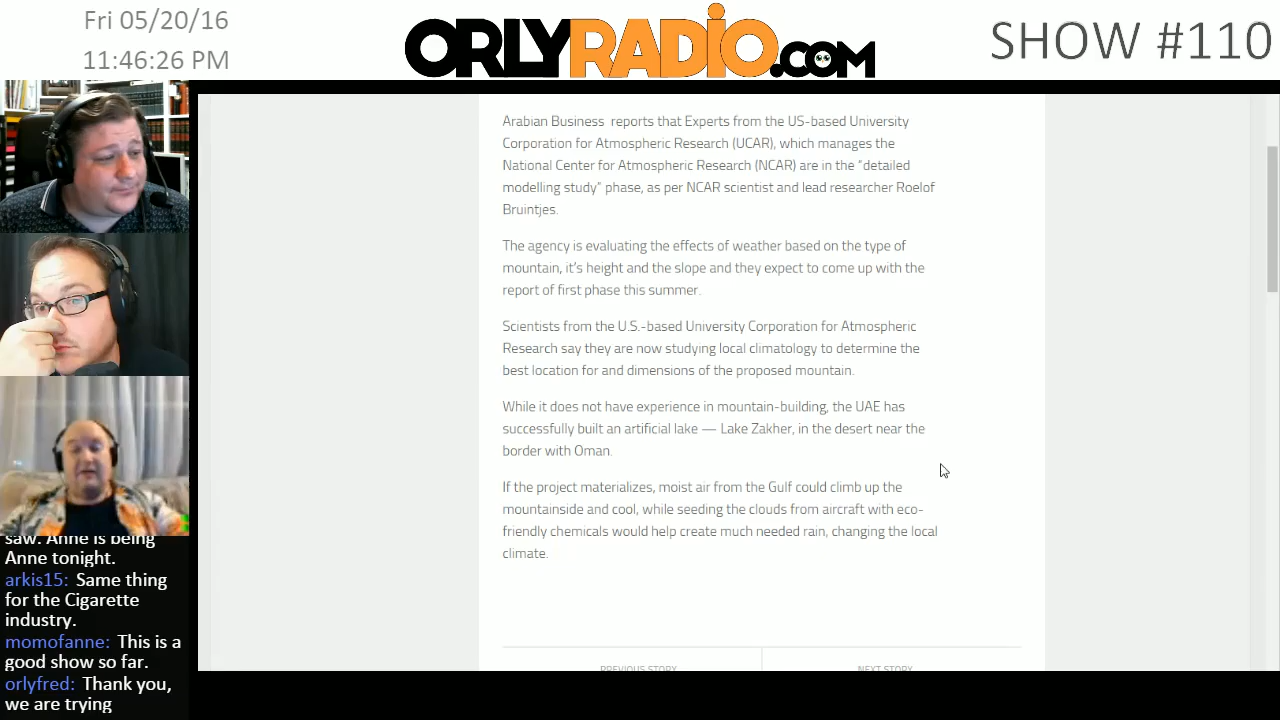 Fri 05/20/16
11:46:26 PM
ORLYRADIO.COM
SHOW #110
Arabian Business reports that Experts from the US-based University
Corporation for Atmospheric Research (UCAR), which manages the
National Center for Atmospheric Research (NCAR) are in the “detailed
modelling study” phase, as per NCAR scientist and lead researcher Roelof
Bruintjes.
The agency is evaluating the effects of weather based on the type of
mountain, it's height and the slope and they expect to come up with the
report of first phase this summer.
Scientists from the U.S.-based University Corporation for Atmospheric
Research say they are now studying local climatology to determine the
best location for and dimensions of the proposed mountain.
While it does not have experience in mountain-building, the UAE has
successfully built an artificial lake — Lake Zakher, in the desert near the
border with Oman.
If the project materializes, moist air from the Gulf could climb up the
mountainside and cool, while seeding the clouds from aircraft with eco-
friendly chemicals would help create much needed rain, changing the local
climate.
PREVIOUS STORY
NEXT STORY
saw. Anne is being
Anne tonight.
arkis15: Same thing
for the Cigarette
industry.
momofanne: This is a
good show so far.
orlyfred: Thank you,
we are trying